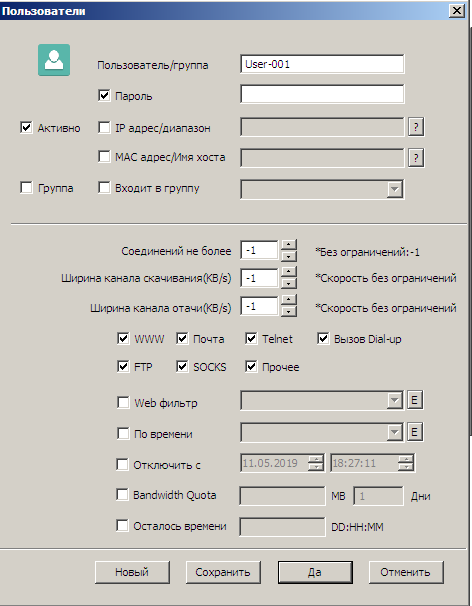 Пользователи
Пользователь/группа User-001
Пароль
Активно IP адрес/диапазон ?
MAC адрес/Имя хоста ?
Группа Входит в группу
Соединений не более -1 *Без ограничений:-1
Ширина канала скачивания(KB/s) -1 *Скорость без ограничений
Ширина канала отачи(KB/s) -1 *Скорость без ограничений
WWW Почта Telnet Вызов Dial-up
FTP SOCKS Прочее
Web фильтр E
По времени E
Отключить с 11.05.2019 18:27:11
Bandwidth Quota MB 1 Дни
Осталось времени DD:HH:MM
Новый Сохранить Да Отменить